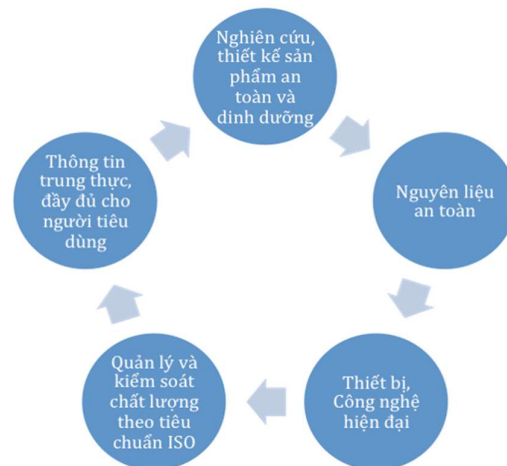 Nghiên cứu,
thiết kế sản
phẩm an
toàn và
dinh dưỡng
Nguyên liệu
an toàn
Thiết bị,
Công nghệ
hiện đại
Quản lý và
kiểm soát
chất lượng
theo tiêu
chuẩn ISO
Thông tin
trung thực,
đầy đủ cho
người tiêu
dùng